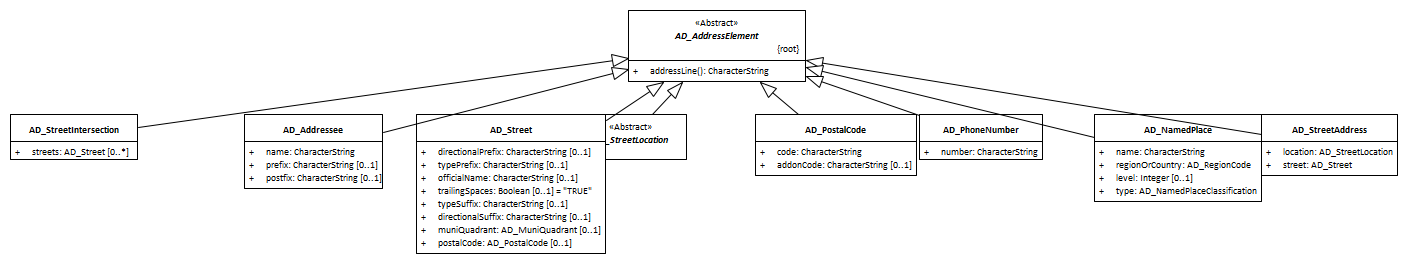 «Abstract»
AD_AddressElement
{root}
+ addressLine(): CharacterString
AD_StreetIntersection
+ streets: AD_Street [0..*]
AD_Addressee
+ name: CharacterString
+ prefix: CharacterString [0..1]
+ postfix: CharacterString [0..1]
AD_Street
+ directionalPrefix: CharacterString [0..1]
+ typePrefix: CharacterString [0..1]
+ officialName: CharacterString [0..1]
+ trailingSpaces: Boolean [0..1] = "TRUE"
+ typeSuffix: CharacterString [0..1]
+ directionalSuffix: CharacterString [0..1]
+ muniQuadrant: AD_MuniQuadrant [0..1]
+ postalCode: AD_PostalCode [0..1]
«Abstract»
_StreetLocation
AD_PostalCode
+ code: CharacterString
+ addonCode: CharacterString [0..1]
AD_PhoneNumber
+ number: CharacterString
AD_NamedPlace
+ name: CharacterString
+ regionOrCountry: AD_RegionCode
+ level: Integer [0..1]
+ type: AD_NamedPlaceClassification
AD_StreetAddress
+ location: AD_StreetLocation
+ street: AD_Street